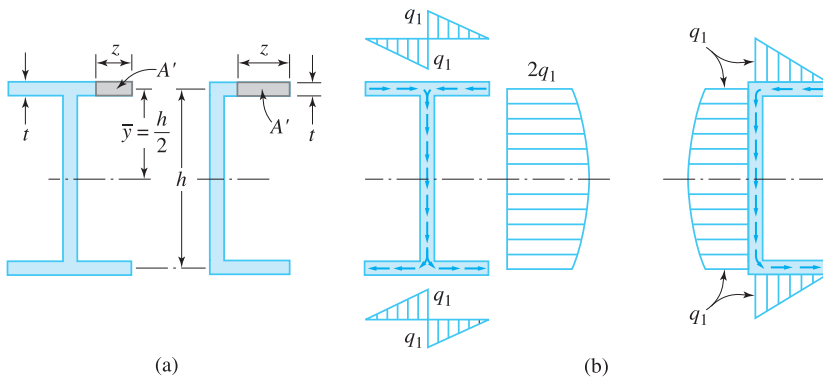 z
A′
t
y̅ = h/2
h
z
A′
t
(a)
q₁
q₁
2q₁
q₁
q₁
q₁
q₁
(b)